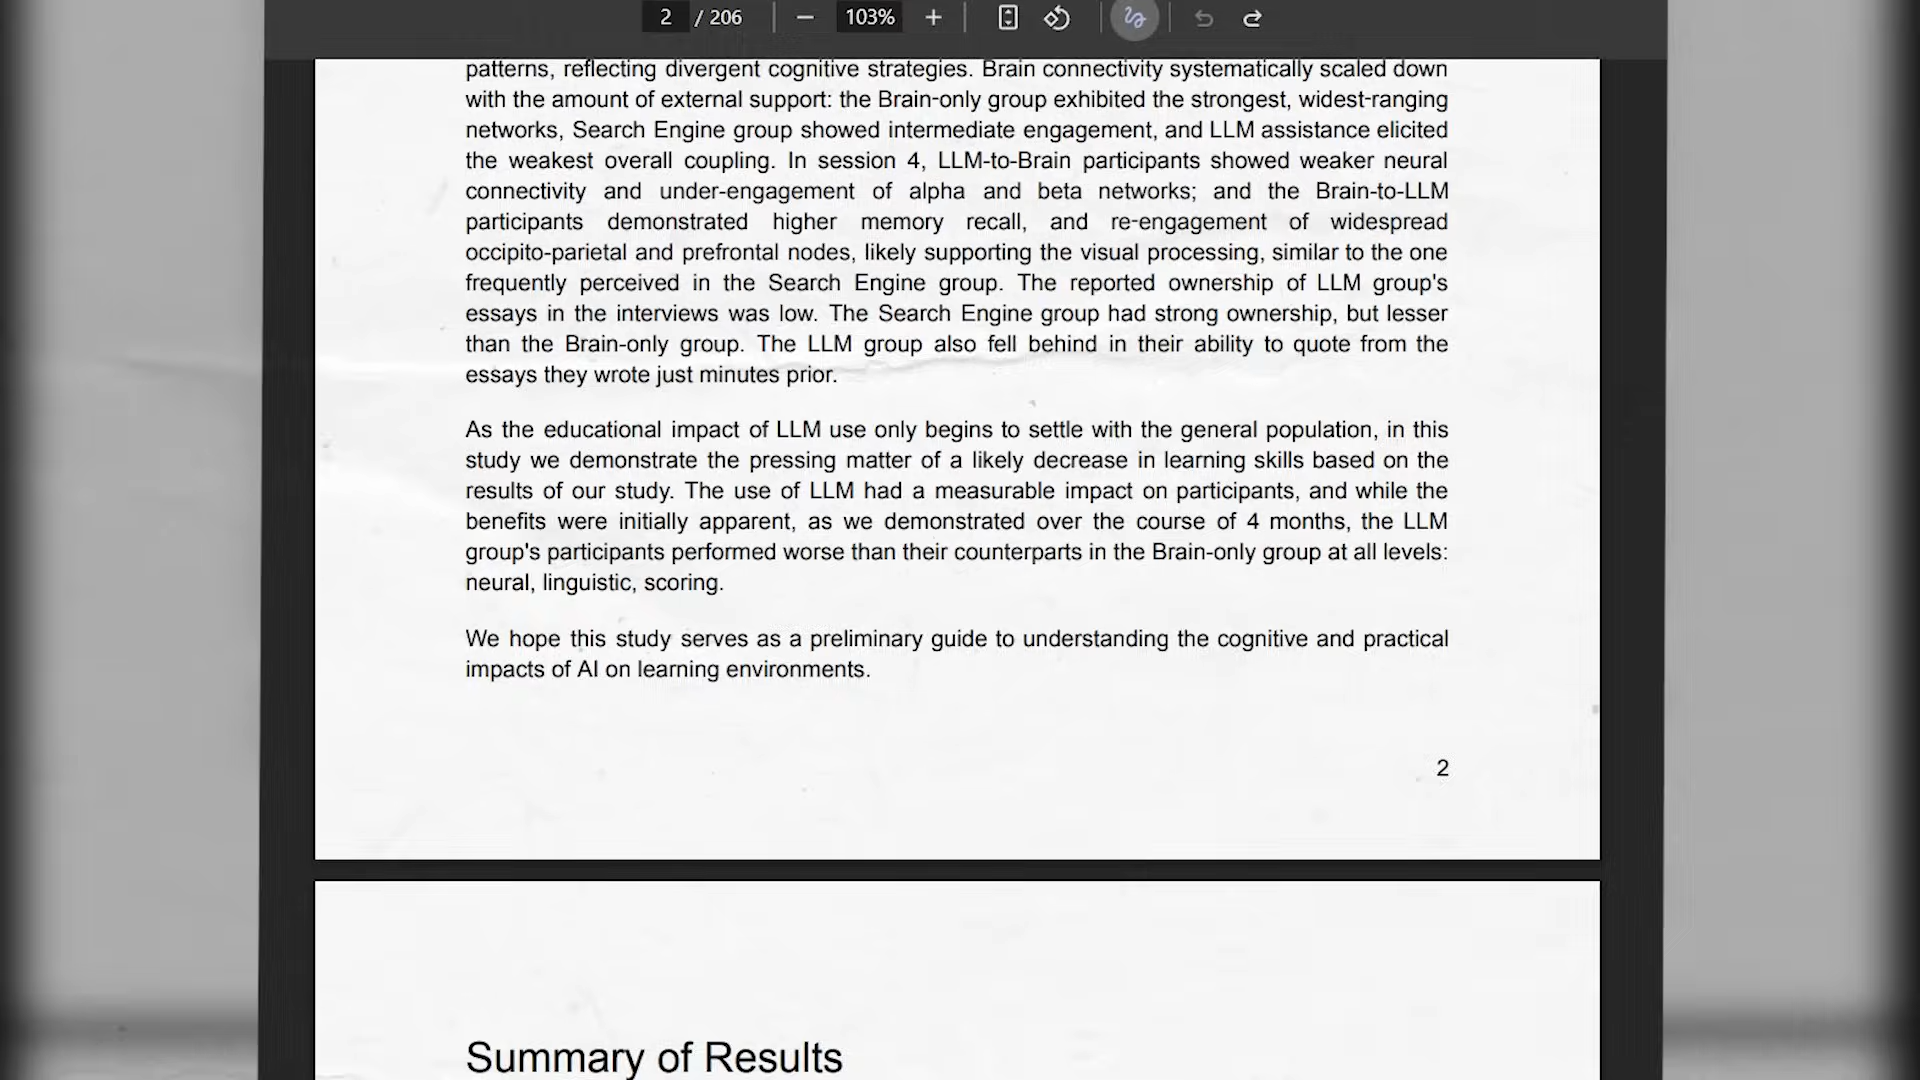 2 / 206 103%
patterns, reflecting divergent cognitive strategies. Brain connectivity systematically scaled down
with the amount of external support: the Brain-only group exhibited the strongest, widest-ranging
networks, Search Engine group showed intermediate engagement, and LLM assistance elicited
the weakest overall coupling. In session 4, LLM-to-Brain participants showed weaker neural
connectivity and under-engagement of alpha and beta networks; and the Brain-to-LLM
participants demonstrated higher memory recall, and re-engagement of widespread
occipito-parietal and prefrontal nodes, likely supporting the visual processing, similar to the one
frequently perceived in the Search Engine group. The reported ownership of LLM group's
essays in the interviews was low. The Search Engine group had strong ownership, but lesser
than the Brain-only group. The LLM group also fell behind in their ability to quote from the
essays they wrote just minutes prior.
As the educational impact of LLM use only begins to settle with the general population, in this
study we demonstrate the pressing matter of a likely decrease in learning skills based on the
results of our study. The use of LLM had a measurable impact on participants, and while the
benefits were initially apparent, as we demonstrated over the course of 4 months, the LLM
group's participants performed worse than their counterparts in the Brain-only group at all levels:
neural, linguistic, scoring.
We hope this study serves as a preliminary guide to understanding the cognitive and practical
impacts of AI on learning environments.
2
Summary of Results